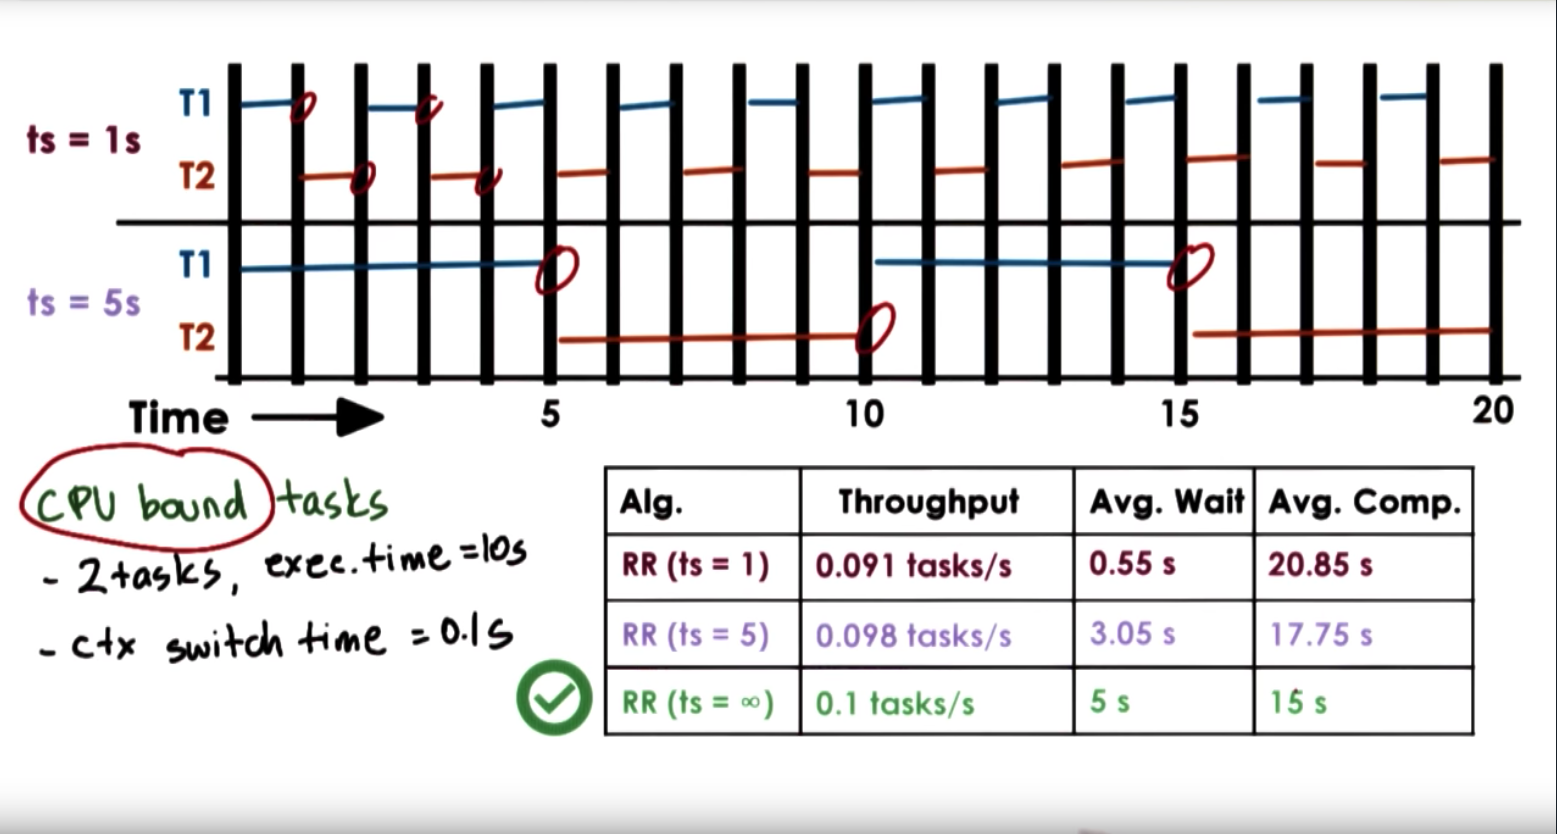 T1
ts = 1s
T2
T1
ts = 5s
T2
Time 5 10 15 20
CPU bound tasks
- 2 tasks, exec. time = 10s
- ctx switch time = 0.1s
Alg. Throughput Avg. Wait Avg. Comp.
RR (ts = 1) 0.091 tasks/s 0.55 s 20.85 s
RR (ts = 5) 0.098 tasks/s 3.05 s 17.75 s
RR (ts = ∞) 0.1 tasks/s 5 s 15 s